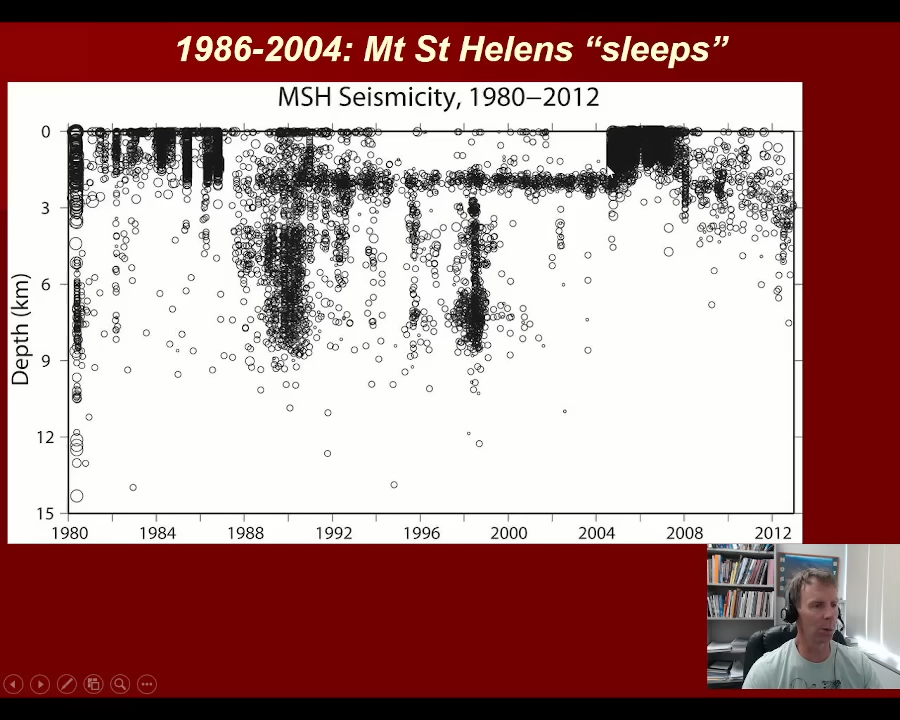 1986-2004: Mt St Helens “sleeps”
MSH Seismicity, 1980–2012
0
3
6
9
12
15
Depth (km)
1980 1984 1988 1992 1996 2000 2004 2008 2012